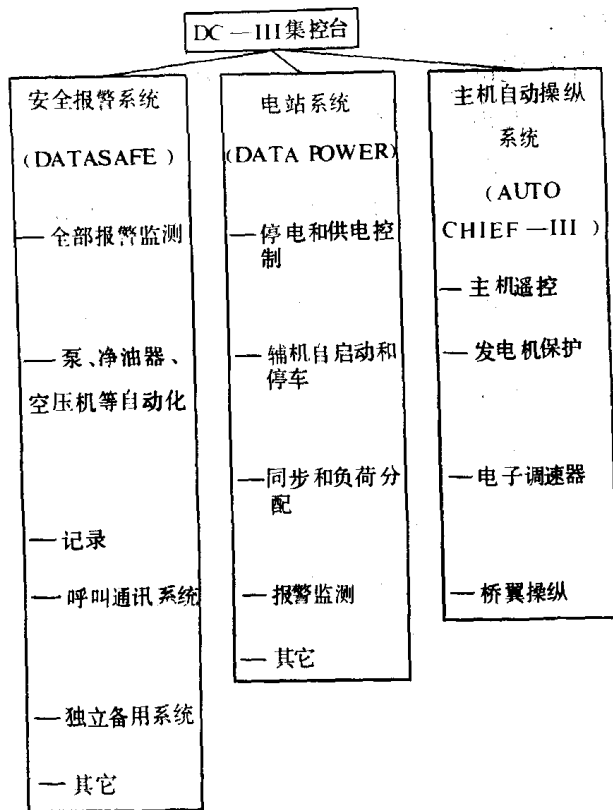 DC—III集控台
安全报警系统
(DATASAFE)
—全部报警监测
—泵、净油器、
空压机等自动化
—记录
—呼叫通讯系统
—独立备用系统
—其它
电站系统
(DATA POWER)
—停电和供电控
制
—辅机自启动和
停车
—同步和负荷分
配
—报警监测
—其它
主机自动操纵
系统
(AUTO
CHIEF—III)
—主机遥控
—发电机保护
—电子调速器
—桥翼操纵